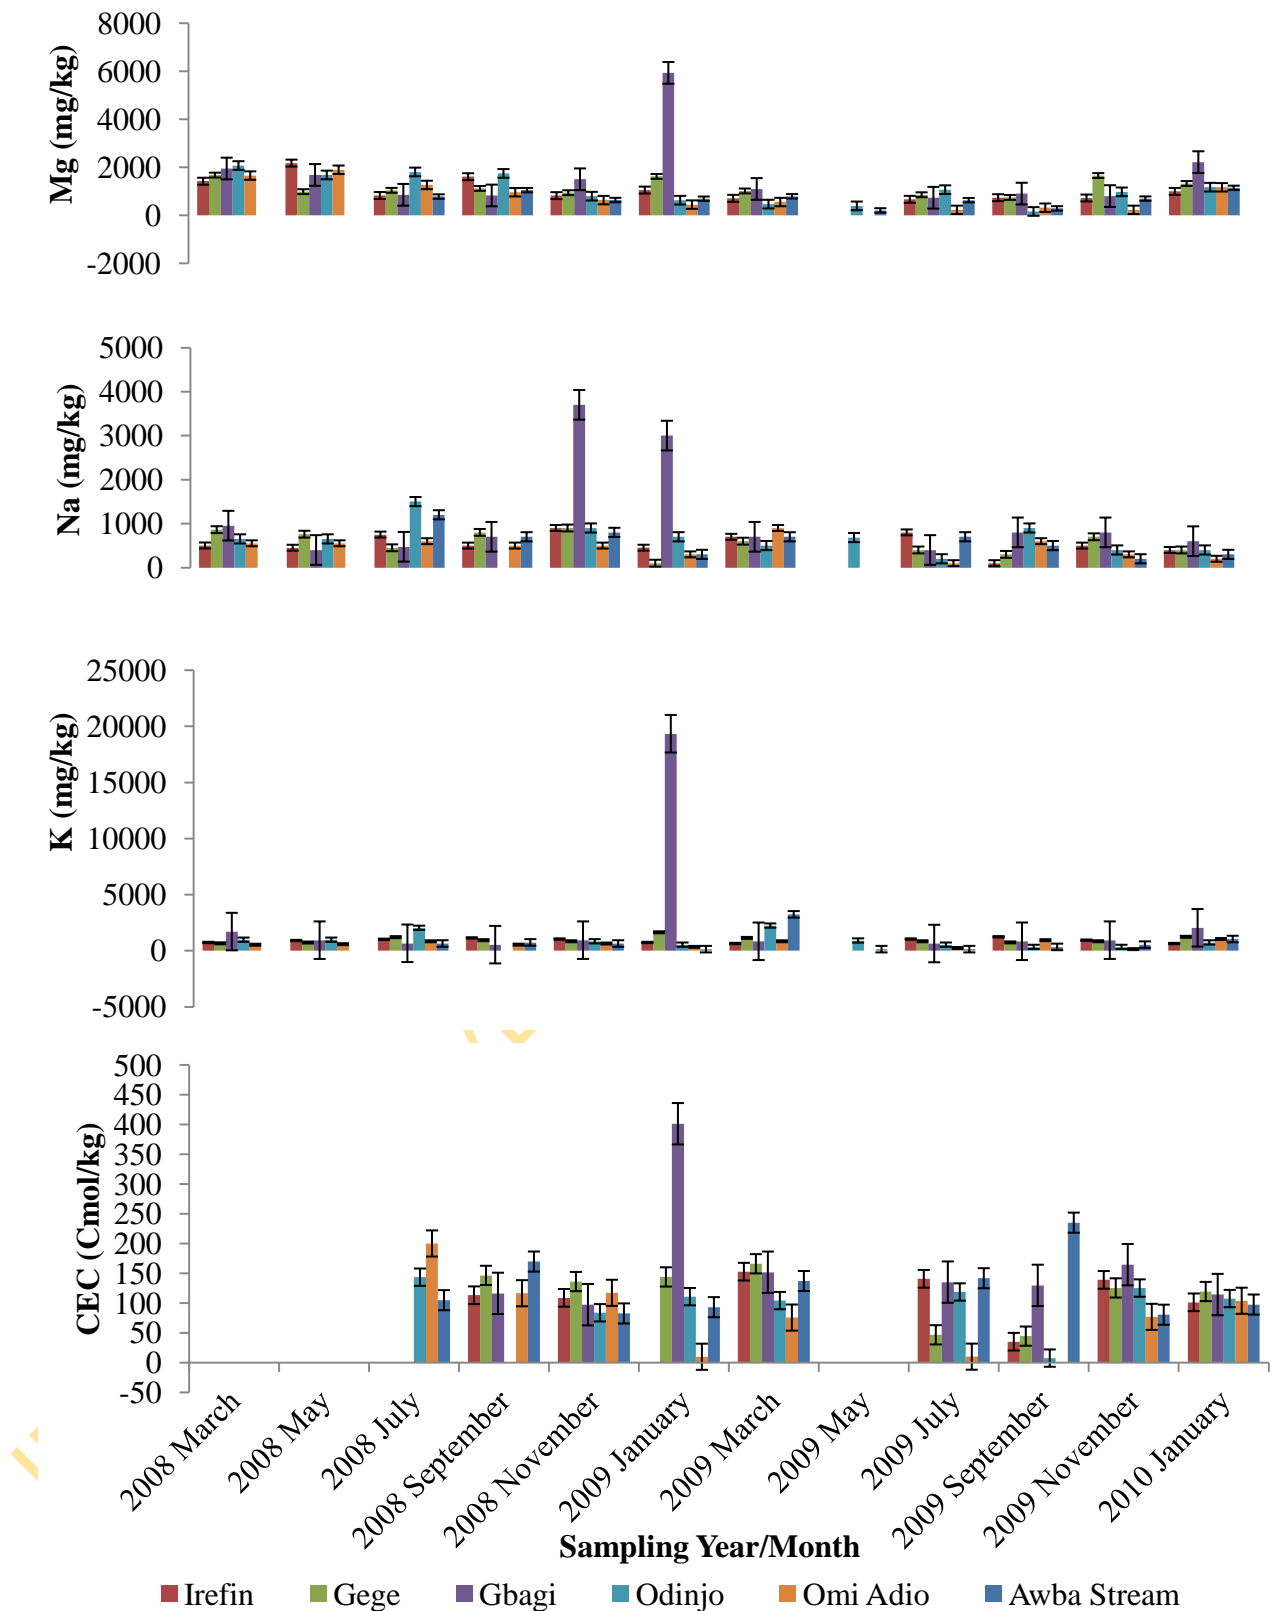 Mg (mg/kg)
8000
6000
4000
2000
0
-2000
Na (mg/kg)
5000
4000
3000
2000
1000
0
K (mg/kg)
25000
20000
15000
10000
5000
0
-5000
CEC (Cmol/kg)
500
450
400
350
300
250
200
150
100
50
0
-50
2008 March
2008 May
2008 July
2008 September
2008 November
2009 January
2009 March
2009 May
2009 July
2009 September
2009 November
2010 January
Sampling Year/Month
Irefin Gege Gbagi Odinjo Omi Adio Awba Stream